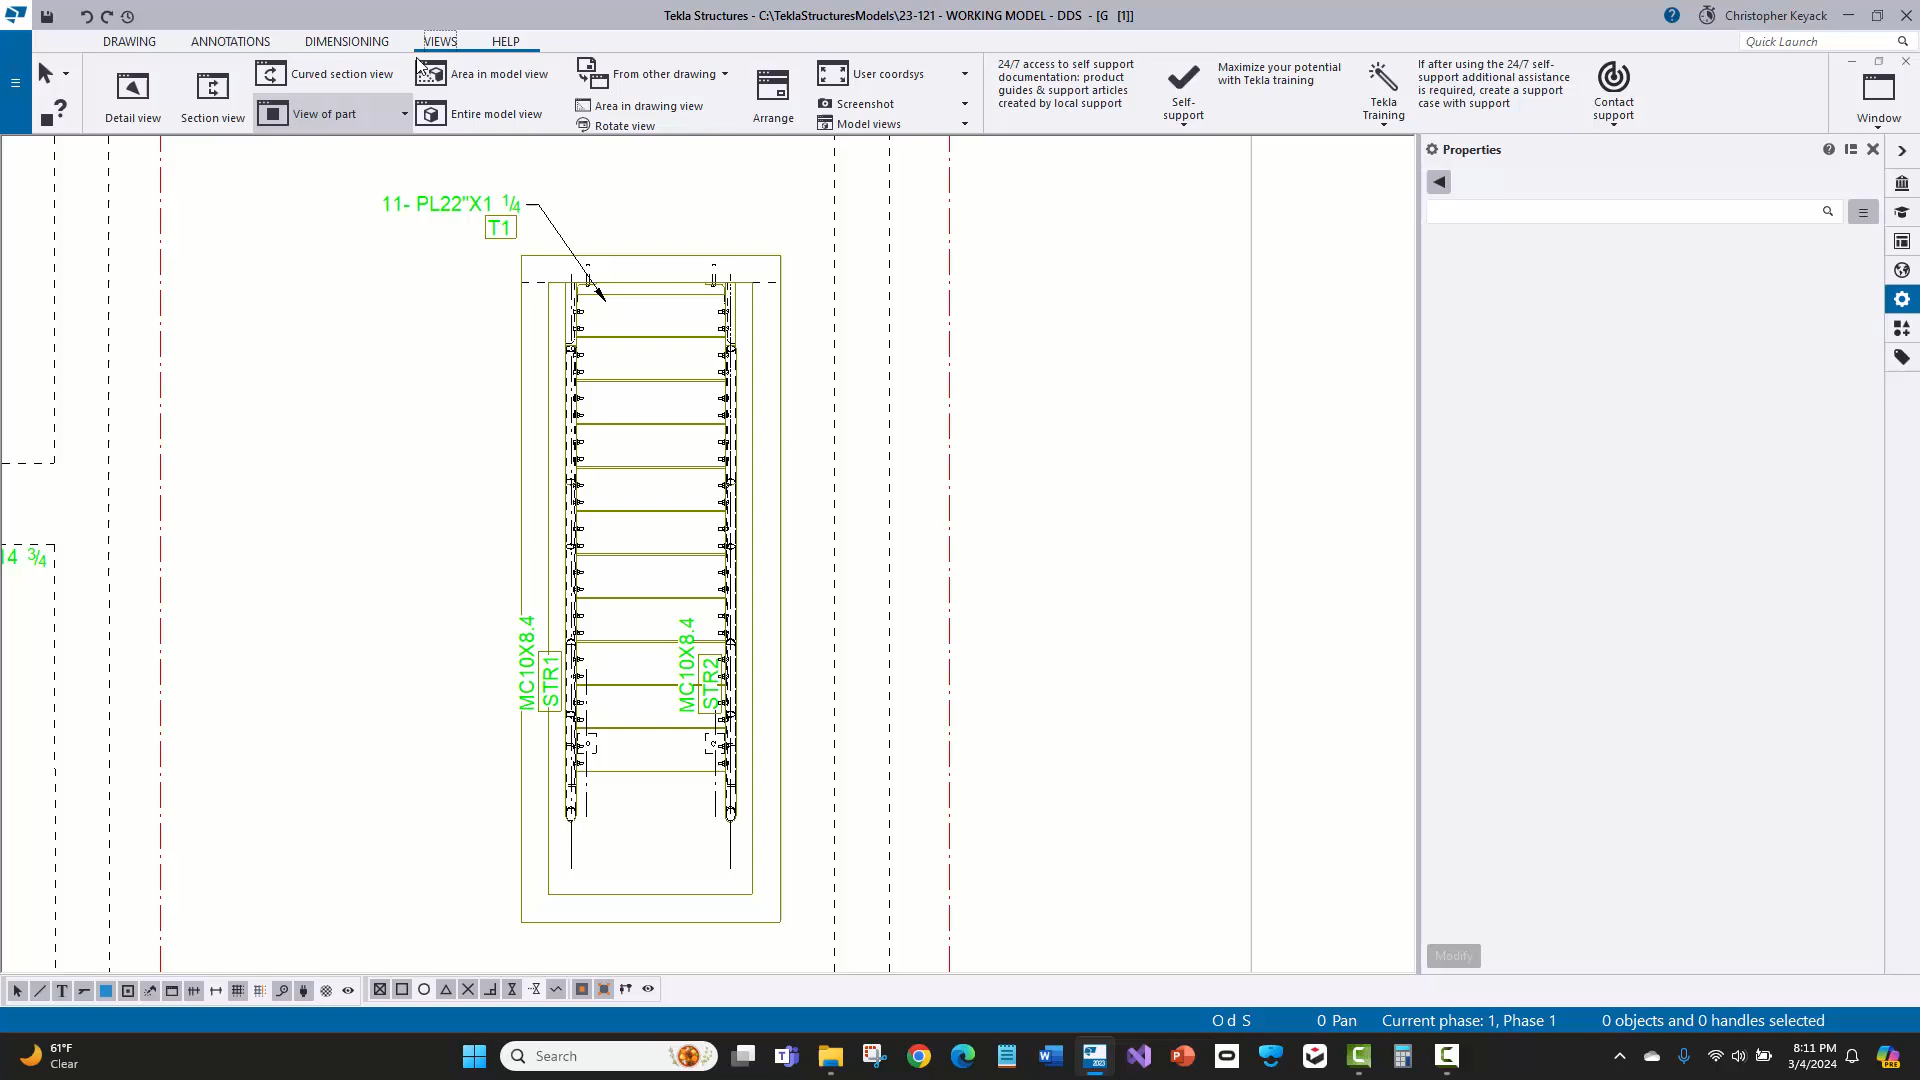 Tekla Structures - C:\TeklaStructuresModels\23-121 - WORKING MODEL - DDS - [G [1]]
Christopher Keyack
DRAWING
ANNOTATIONS
DIMENSIONING
VIEWS
HELP
Quick Launch
Detail view
Section view
Curved section view
View of part
Area in model view
Entire model view
From other drawing
Area in drawing view
Rotate view
Arrange
User coordsys
Screenshot
Model views
24/7 access to self support
documentation: product
guides & support articles
created by local support
Self-
support
Maximize your potential
with Tekla training
Tekla
Training
If after using the 24/7 self-
support additional assistance
is required, create a support
case with support
Contact
support
Window
Properties
11- PL22"X1 1/4
T1
14 3/4
MC10X8.4
STR1
MC10X8.4
STR2
Modify
O d S
0 Pan
Current phase: 1, Phase 1
0 objects and 0 handles selected
61°F
Clear
Search
8:11 PM
3/4/2024